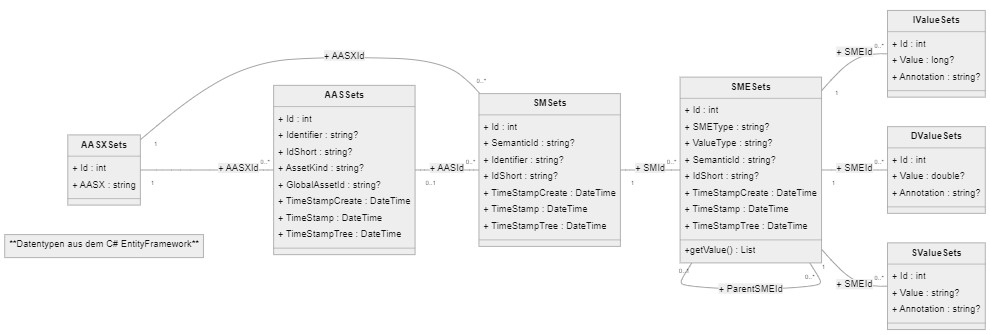 AASXSets
+ Id : int
+ AASX : string
**Datentypen aus dem C# EntityFramework**
+ AASXId
1
0..*
+ AASXId
1
0..*
AASSets
+ Id : int
+ Identifier : string?
+ IdShort : string?
+ AssetKind : string?
+ GlobalAssetId : string?
+ TimeStampCreate : DateTime
+ TimeStamp : DateTime
+ TimeStampTree : DateTime
+ AASId
0..1
0..*
SMSets
+ Id : int
+ SemanticId : string?
+ Identifier : string?
+ IdShort : string?
+ TimeStampCreate : DateTime
+ TimeStamp : DateTime
+ TimeStampTree : DateTime
+ SMId
1
0..*
SMESets
+ Id : int
+ SMEType : string?
+ ValueType : string?
+ SemanticId : string?
+ IdShort : string?
+ TimeStampCreate : DateTime
+ TimeStamp : DateTime
+ TimeStampTree : DateTime
+getValue() : List
0..1
0..*
+ ParentSMEId
+ SMEId
1
0..*
IValueSets
+ Id : int
+ Value : long?
+ Annotation : string?
+ SMEId
1
0..*
DValueSets
+ Id : int
+ Value : double?
+ Annotation : string?
+ SMEId
1
0..*
SValueSets
+ Id : int
+ Value : string?
+ Annotation : string?